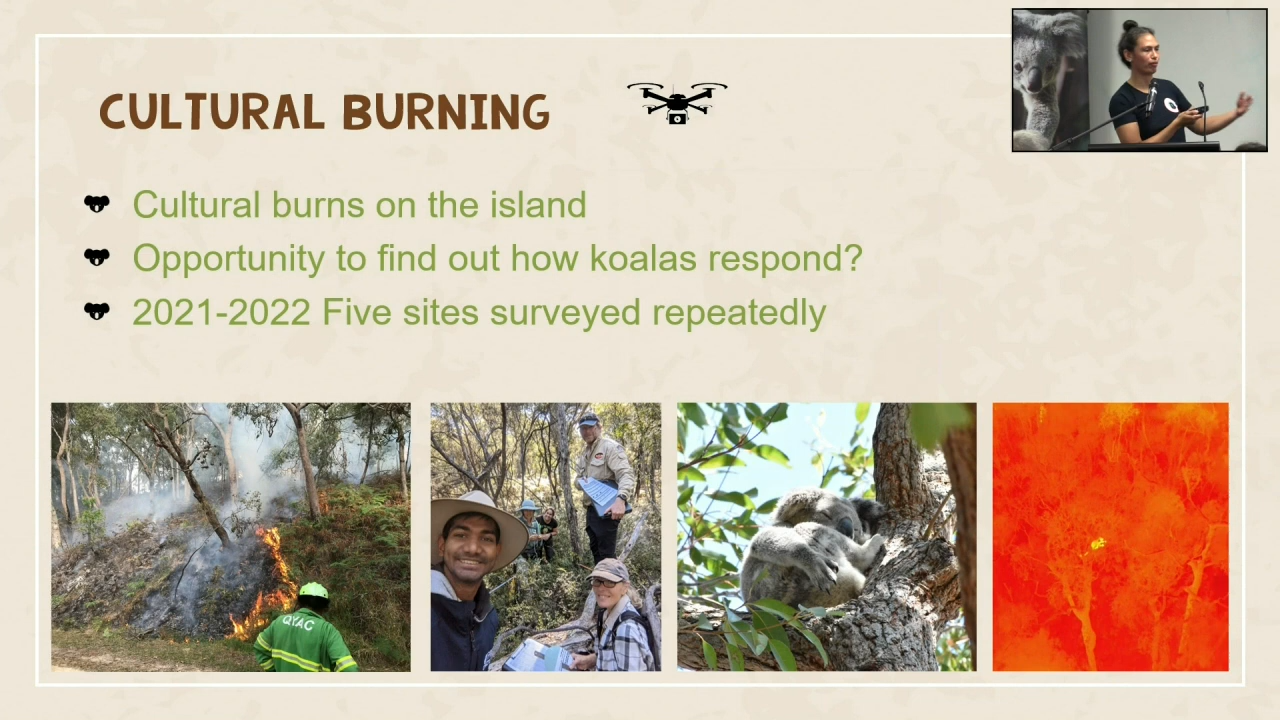 CULTURAL BURNING
Cultural burns on the island
Opportunity to find out how koalas respond?
2021-2022 Five sites surveyed repeatedly
QYAC